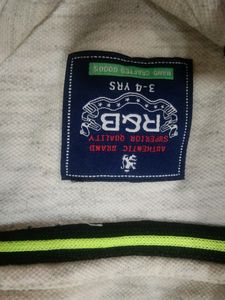 AUTHENTIC BRAND
SUPERIOR QUALITY
R&B
3-4 YRS
HAND CRAFTED GOODS